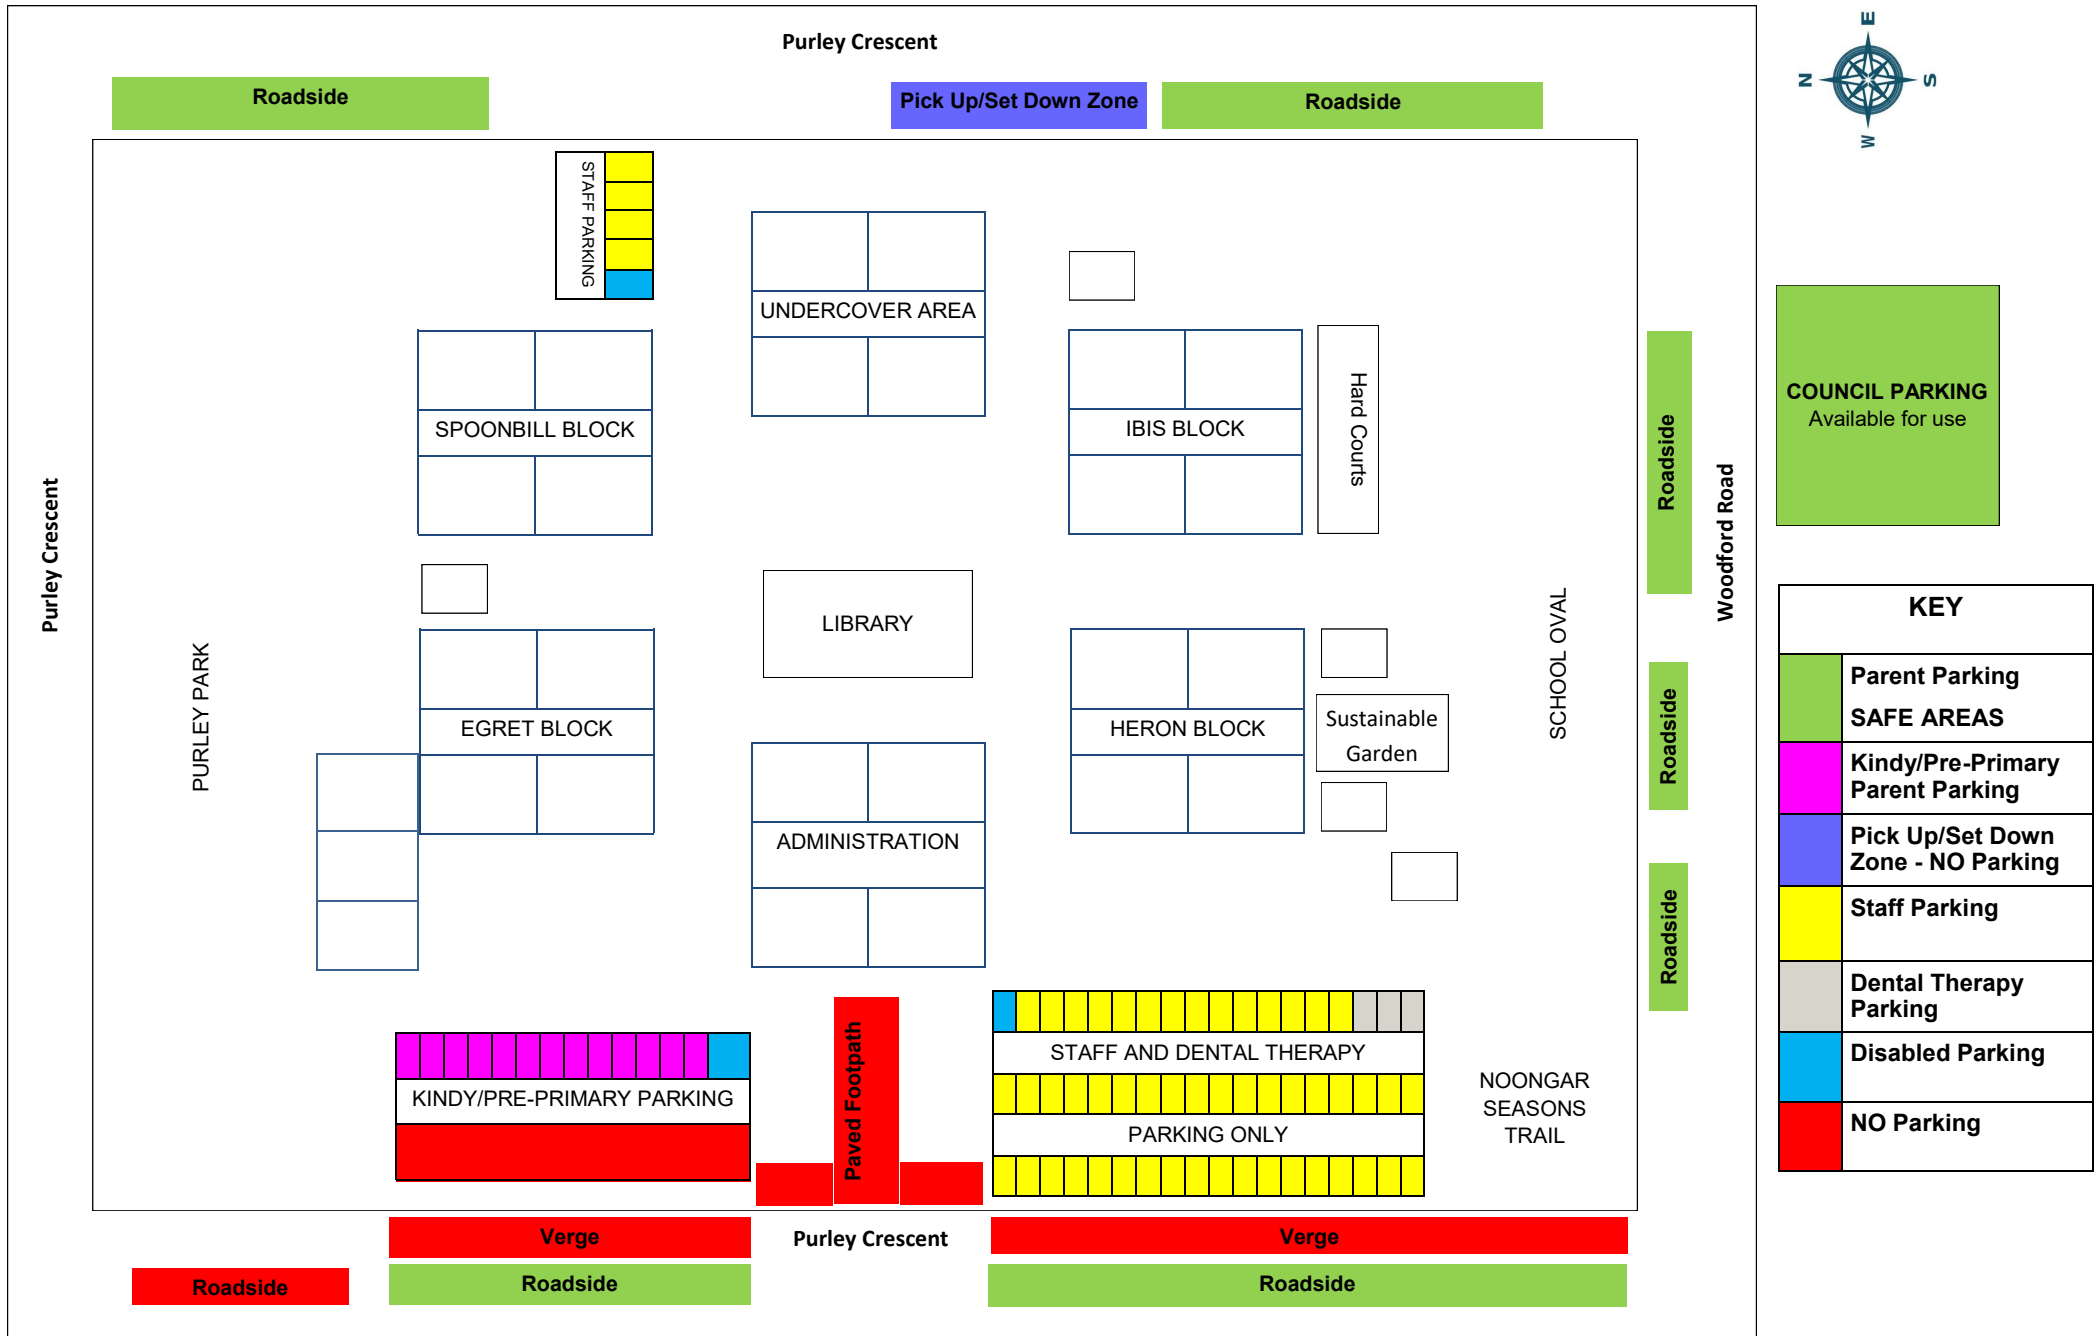 Purley Crescent
Roadside
Pick Up/Set Down Zone
Roadside
E
N
S
W
STAFF PARKING
UNDERCOVER AREA
SPOONBILL BLOCK
IBIS BLOCK
Hard Courts
Roadside
COUNCIL PARKING
Available for use
Purley Crescent
Woodford Road
LIBRARY
PURLEY PARK
EGRET BLOCK
HERON BLOCK
Sustainable
Garden
SCHOOL OVAL
Roadside
ADMINISTRATION
Roadside
KEY
Parent Parking
SAFE AREAS
Kindy/Pre-Primary
Parent Parking
Pick Up/Set Down
Zone - NO Parking
Staff Parking
Dental Therapy
Parking
Disabled Parking
NO Parking
KINDY/PRE-PRIMARY PARKING
Paved Footpath
STAFF AND DENTAL THERAPY
PARKING ONLY
NOONGAR
SEASONS
TRAIL
Verge
Purley Crescent
Verge
Roadside
Roadside
Roadside